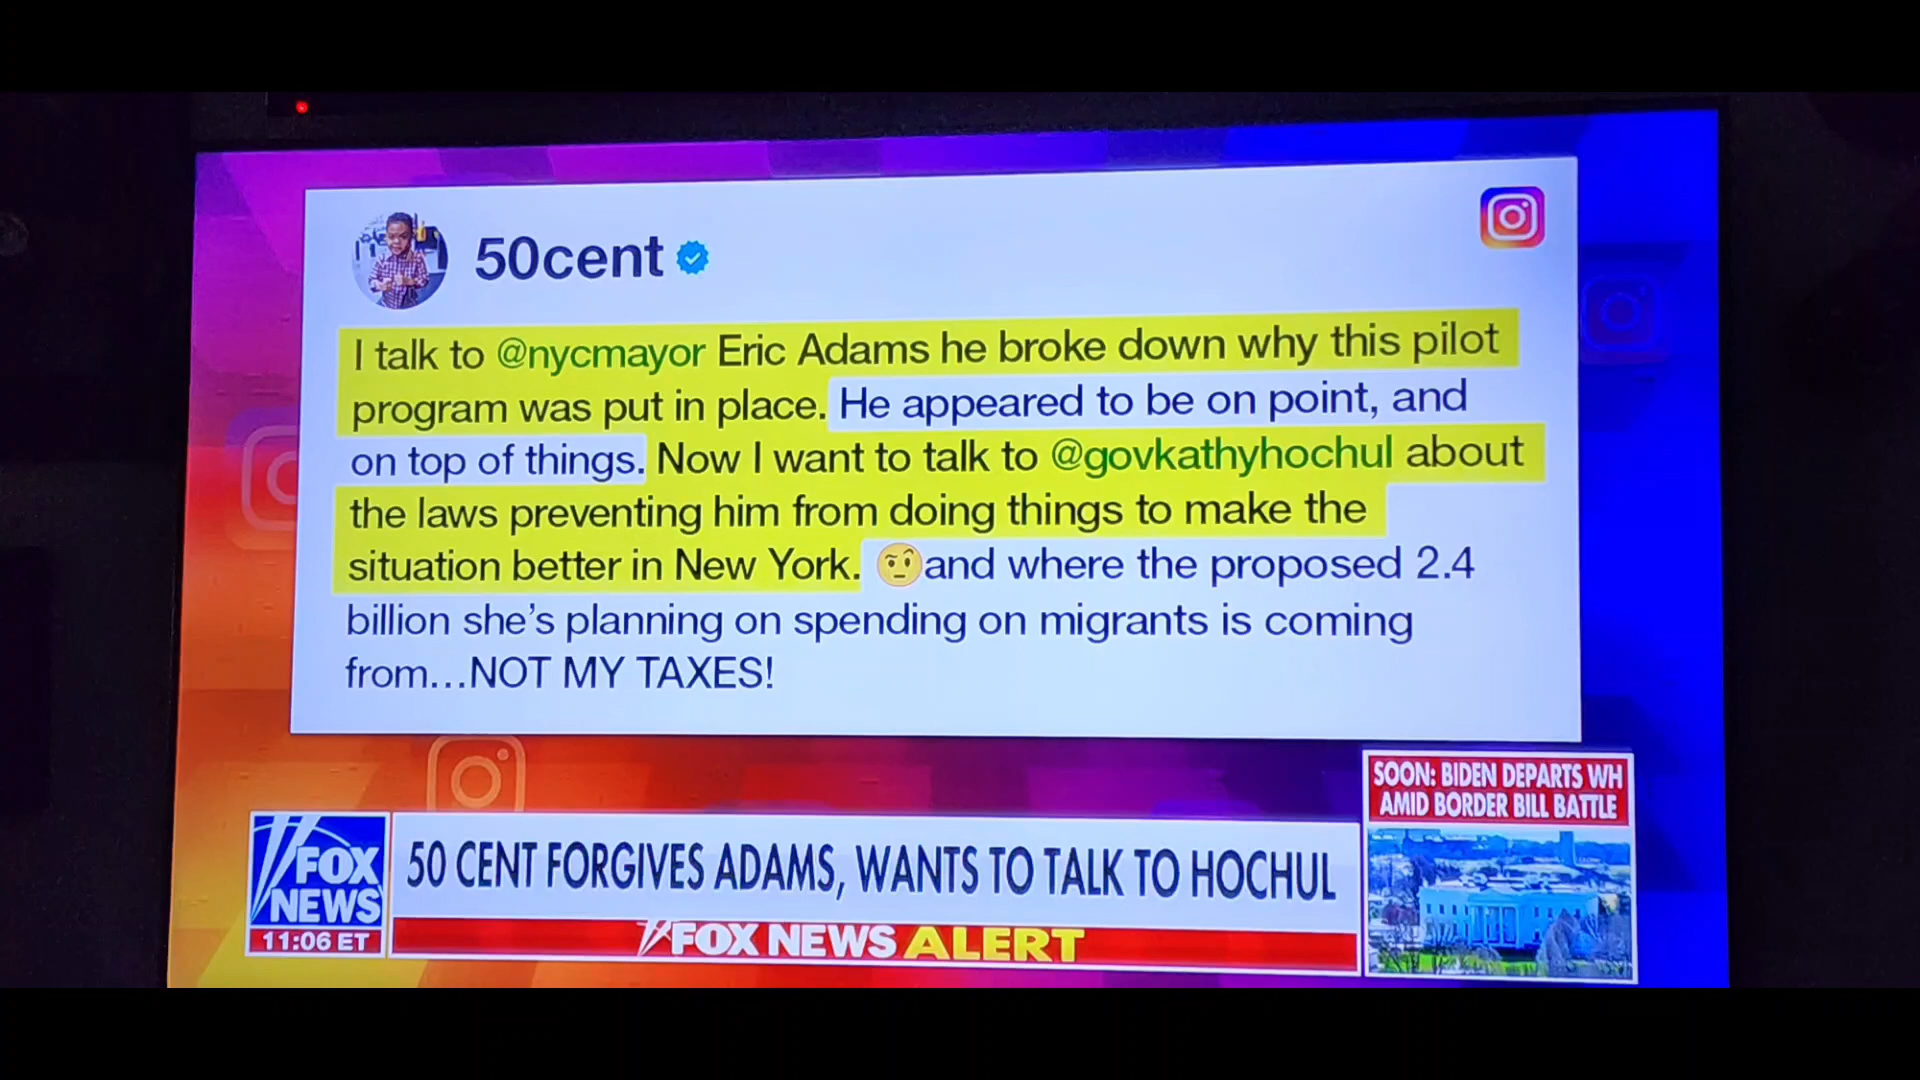 50cent
I talk to @nycmayor Eric Adams he broke down why this pilot
program was put in place. He appeared to be on point, and
on top of things. Now I want to talk to @govkathyhochul about
the laws preventing him from doing things to make the
situation better in New York. 🤨and where the proposed 2.4
billion she’s planning on spending on migrants is coming
from...NOT MY TAXES!
SOON: BIDEN DEPARTS WH
AMID BORDER BILL BATTLE
FOX
NEWS
11:06 ET
50 CENT FORGIVES ADAMS, WANTS TO TALK TO HOCHUL
FOX NEWS ALERT